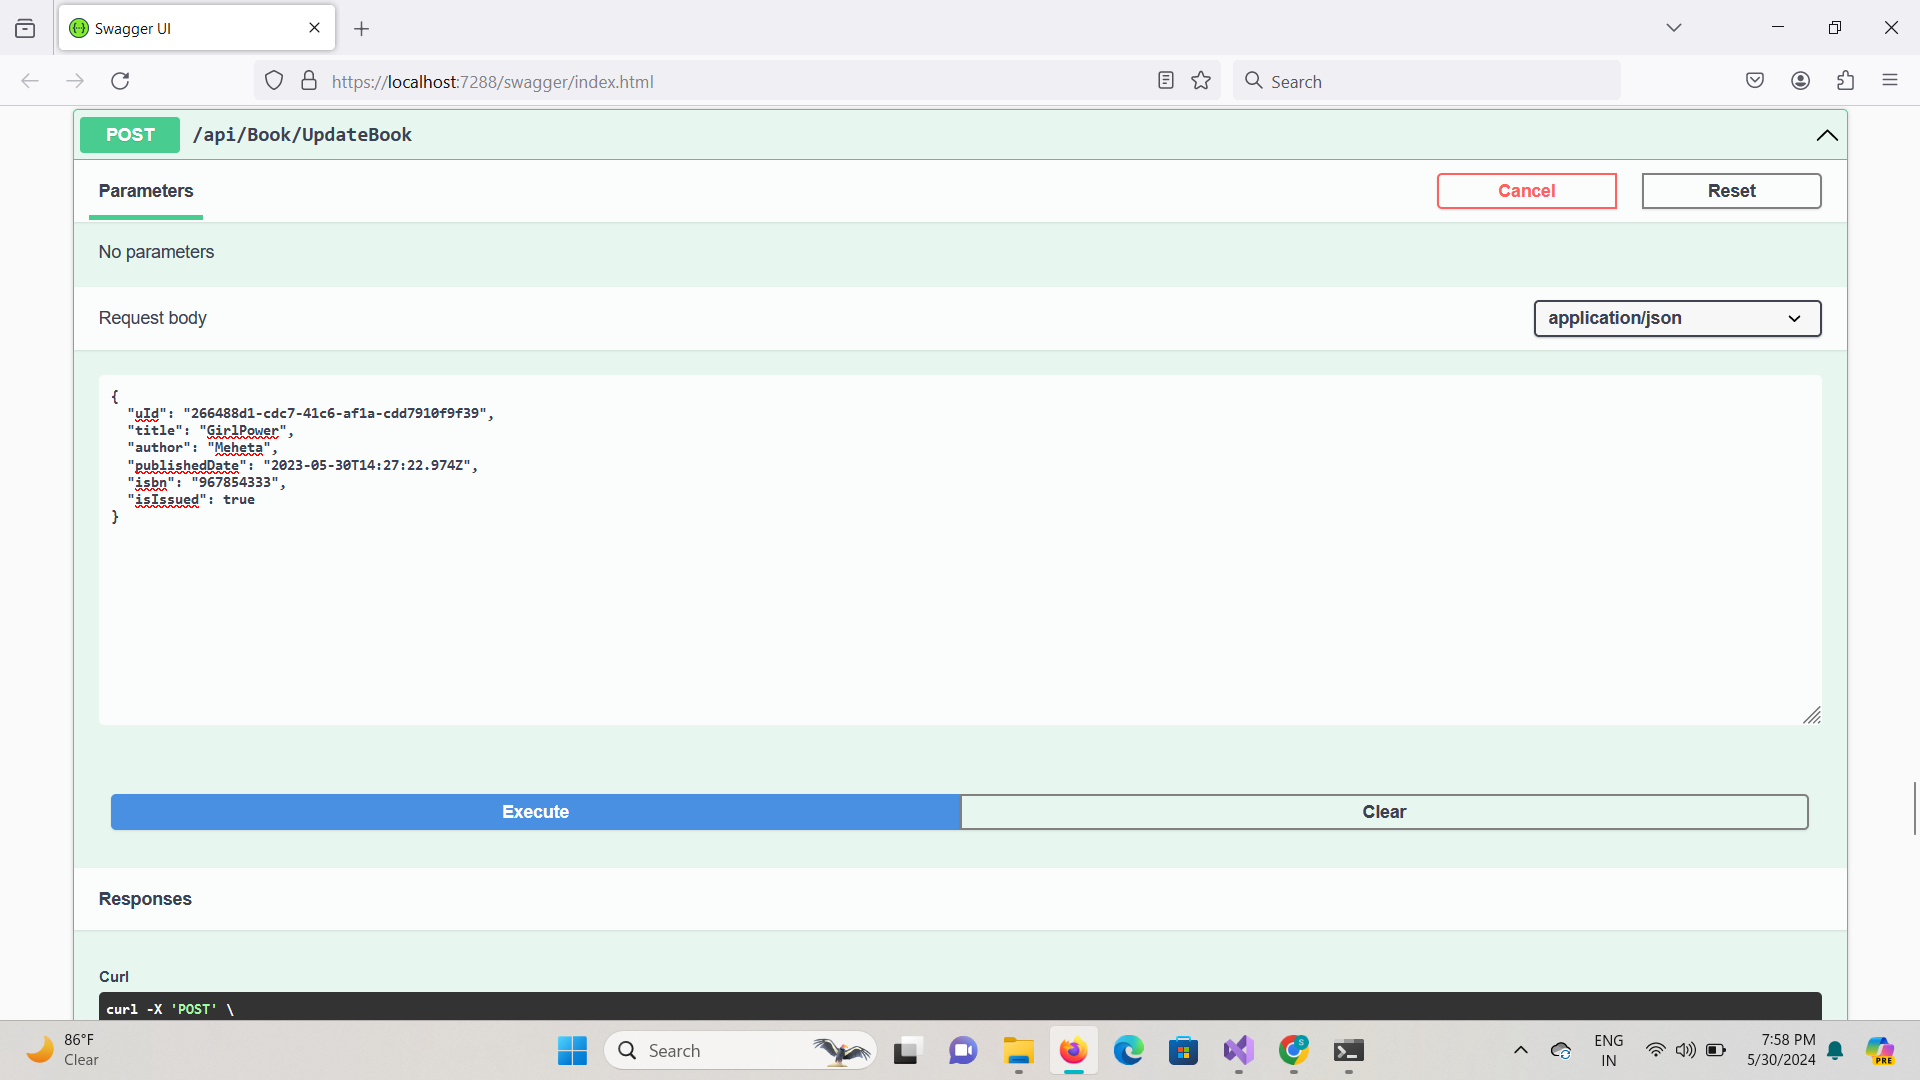 Swagger UI
https://localhost:7288/swagger/index.html
Search
POST /api/Book/UpdateBook
Parameters
Cancel
Reset
No parameters
Request body
application/json
{
  "uId": "266488d1-cdc7-41c6-af1a-cdd7910f9f39",
  "title": "GirlPower",
  "author": "Meheta",
  "publishedDate": "2023-05-30T14:27:22.974Z",
  "isbn": "967854333",
  "isIssued": true
}
Execute
Clear
Responses
Curl
curl -X 'POST' \
86°F
Clear
Search
S
ENG
IN
7:58 PM
5/30/2024
PRE